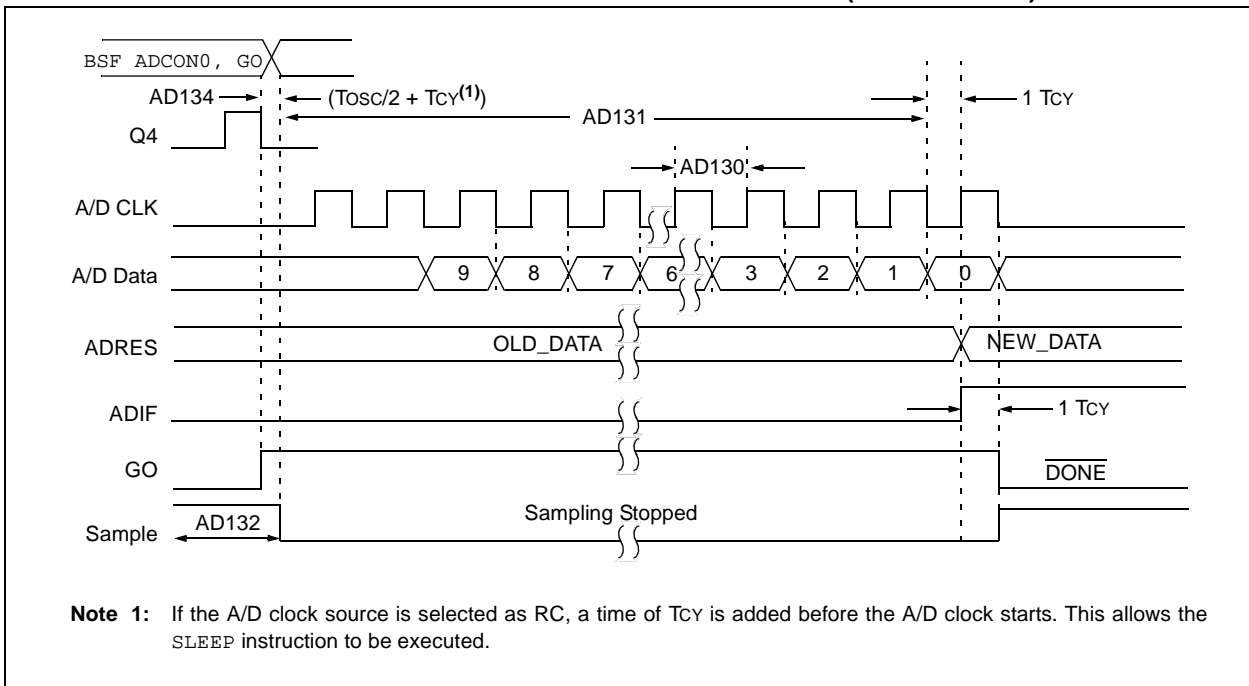 BSF ADCON0, GO
AD134 (TOSC/2 + TCY(1)) 1 TCY
AD131
Q4
AD130
A/D CLK
A/D Data 9 8 7 6 3 2 1 0
ADRES OLD_DATA NEW_DATA
ADIF 1 TCY
GO DONE
Sample AD132 Sampling Stopped
Note 1: If the A/D clock source is selected as RC, a time of TCY is added before the A/D clock starts. This allows the
SLEEP instruction to be executed.